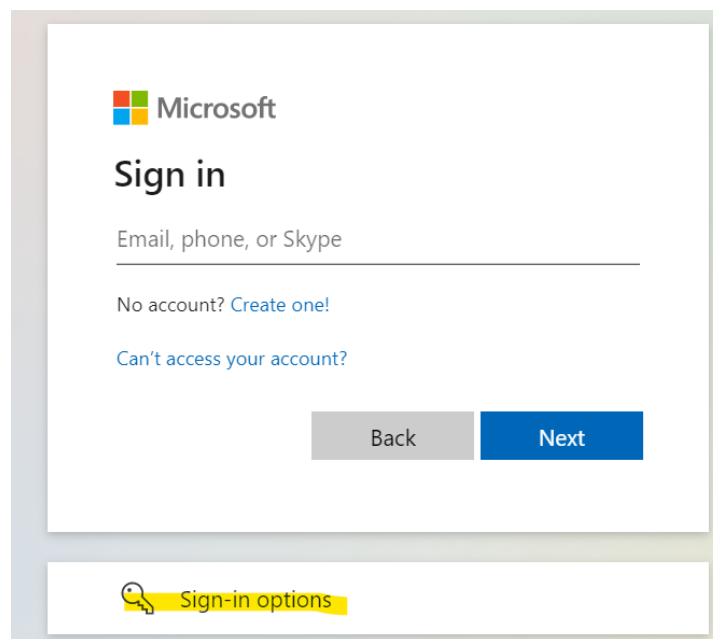 Microsoft
Sign in
Email, phone, or Skype
No account? Create one!
Can't access your account?
Back Next
Sign-in options